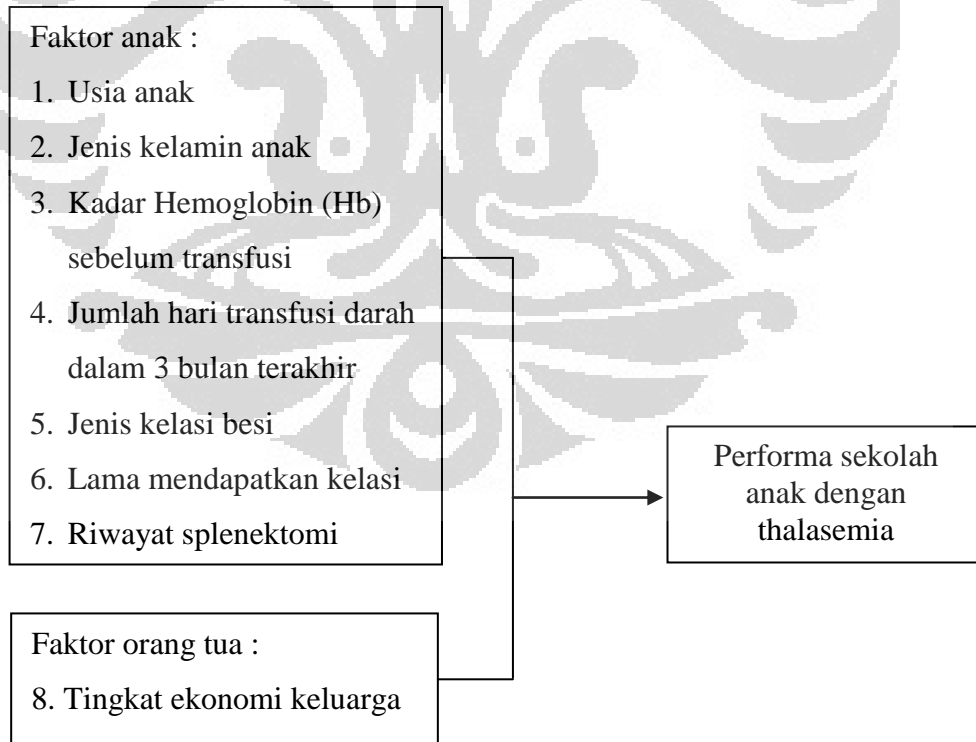 Faktor anak :
1. Usia anak
2. Jenis kelamin anak
3. Kadar Hemoglobin (Hb)
sebelum transfusi
4. Jumlah hari transfusi darah
dalam 3 bulan terakhir
5. Jenis kelasi besi
6. Lama mendapatkan kelasi
7. Riwayat splenektomi
Performa sekolah
anak dengan
thalasemia
Faktor orang tua :
8. Tingkat ekonomi keluarga